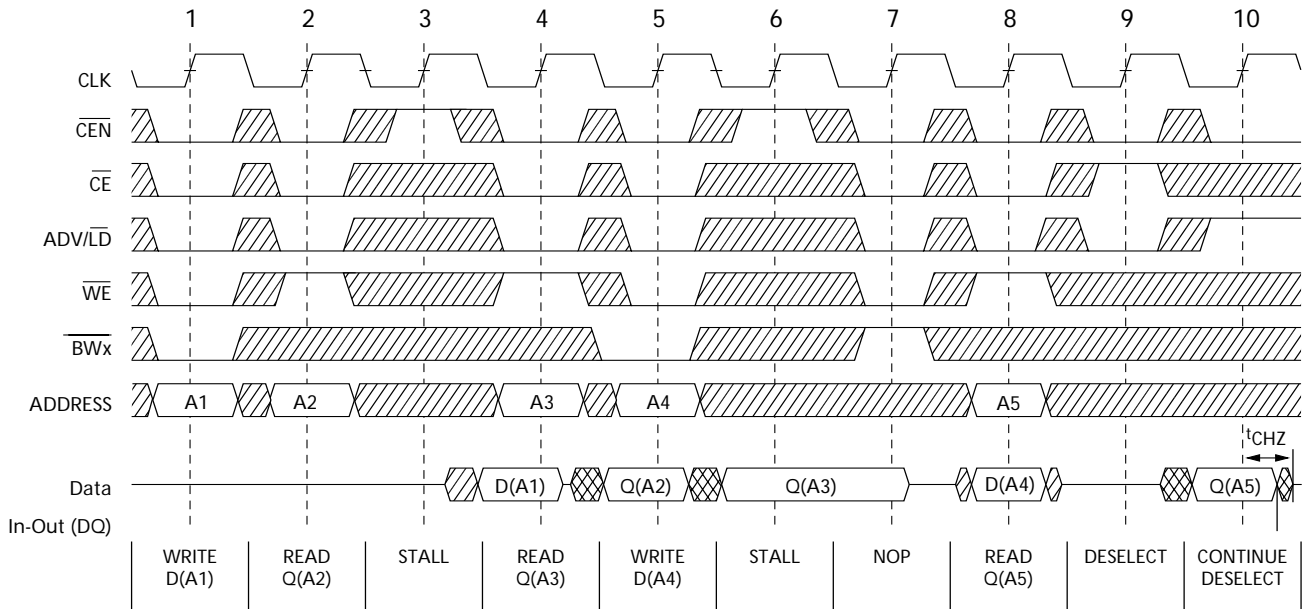 1 2 3 4 5 6 7 8 9 10
CLK
CEN
CE
ADV/LD
WE
BWx
ADDRESS A1 A2 A3 A4 A5
tCHZ
Data D(A1) Q(A2) Q(A3) D(A4) Q(A5)
In-Out (DQ)
WRITE READ STALL READ WRITE STALL NOP READ DESELECT CONTINUE
D(A1) Q(A2) Q(A3) D(A4) Q(A5) DESELECT